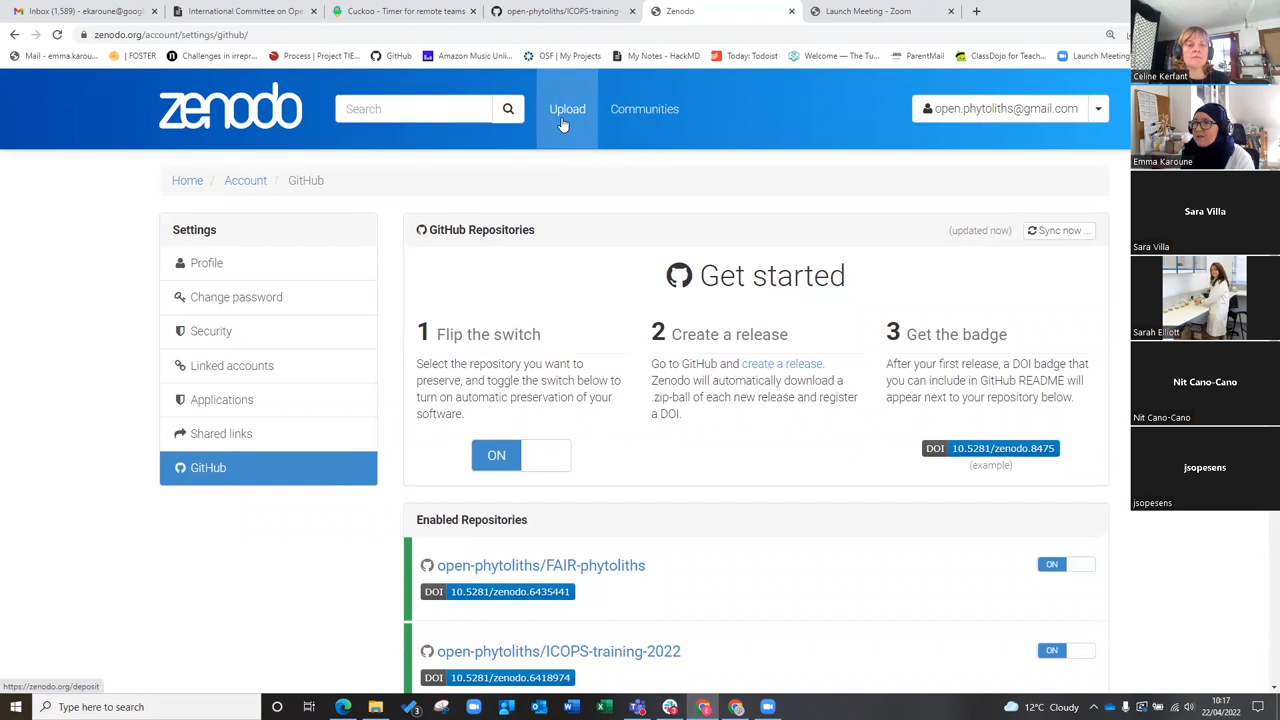 Inbox (1,589) - ekaroune@googl
International Committee on Ope
Cuckoo - Timer for remote teams
open-phytoliths/ICOPS-training-
Zenodo
Launch Meeting - Zoom
zenodo.org/account/settings/github/
Mail - emma.karou...
| FOSTER
Challenges in irrepr...
Process | Project TIE...
GitHub
Amazon Music Unli...
OSF | My Projects
My Notes - HackMD
Today: Todoist
Welcome — The Tu...
ParentMail
ClassDojo for Teach...
Launch Meeting
zenodo
Search
Upload
Communities
open.phytoliths@gmail.com
Home / Account / GitHub
Settings
Profile
Change password
Security
Linked accounts
Applications
Shared links
GitHub
GitHub Repositories
(updated now)
Sync now ...
Get started
1 Flip the switch
Select the repository you want to
preserve, and toggle the switch below to
turn on automatic preservation of your
software.
ON
2 Create a release
Go to GitHub and create a release.
Zenodo will automatically download a
.zip-ball of each new release and register
a DOI.
3 Get the badge
After your first release, a DOI badge that
you can include in GitHub README will
appear next to your repository below.
DOI 10.5281/zenodo.8475
(example)
Enabled Repositories
open-phytoliths/FAIR-phytoliths
ON
DOI 10.5281/zenodo.6435441
open-phytoliths/ICOPS-training-2022
ON
DOI 10.5281/zenodo.6418974
https://zenodo.org/deposit
Celine Kerfant
Emma Karoune
Sara Villa
Sara Villa
Sarah Elliott
Nit Cano-Cano
Nit Cano-Cano
jsopesens
jsopesens
Type here to search
3
12°C Cloudy
10:17
22/04/2022